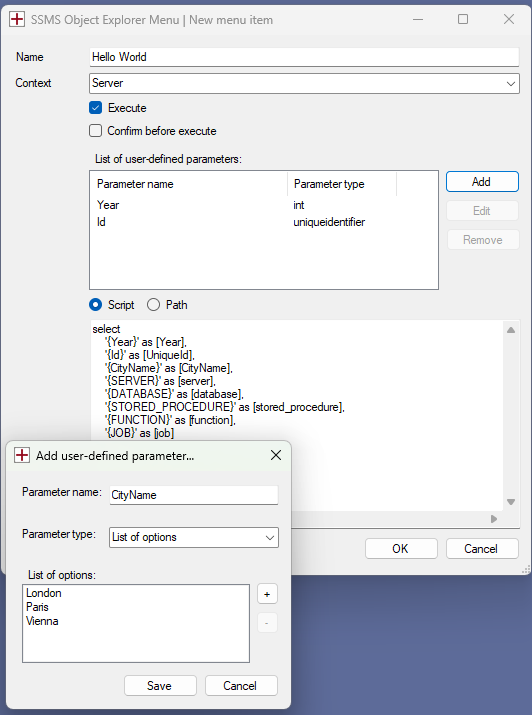 SSMS Object Explorer Menu | New menu item
Name
Hello World
Context
Server
Execute
Confirm before execute
List of user-defined parameters:
Parameter name Parameter type
Year int
Id uniqueidentifier
Add
Edit
Remove
Script Path
select
'{Year}' as [Year],
'{Id}' as [UniqueId],
'{CityName}' as [CityName],
'{SERVER}' as [server],
'{DATABASE}' as [database],
'{STORED_PROCEDURE}' as [stored_procedure],
'{FUNCTION}' as [function],
'{JOB}' as [job]
OK Cancel
Add user-defined parameter...
Parameter name: CityName
Parameter type: List of options
List of options:
London
Paris
Vienna
+
-
Save Cancel